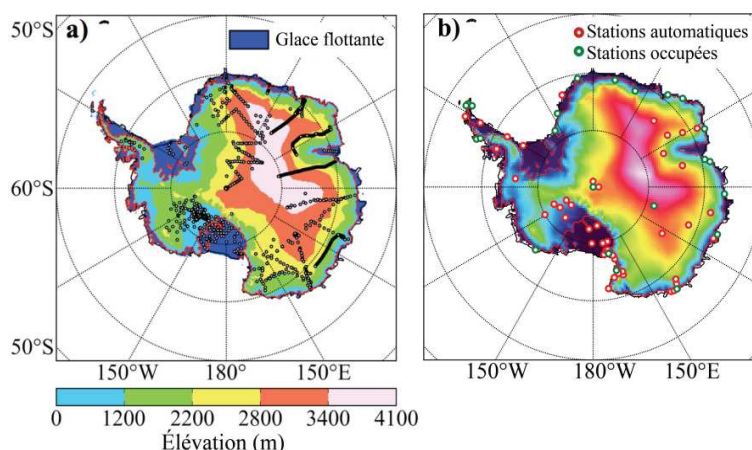 50°S
a)
Glace flottante
60°S
50°S
150°W 180° 150°E
0 1200 2200 2800 3400 4100
Élévation (m)
b)
Stations automatiques
Stations occupées
150°W 180° 150°E